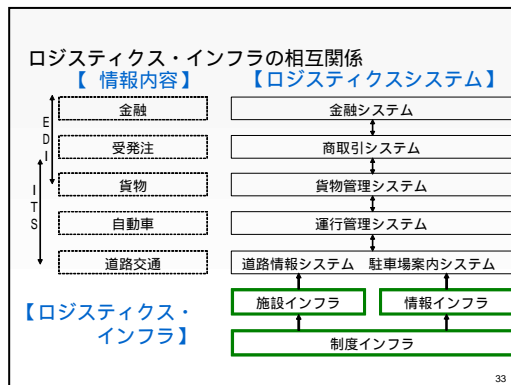 ロジスティクス・インフラの相互関係
【 情報内容】 【ロジスティクスシステム】
金融 金融システム
EDI
受発注 商取引システム
貨物 貨物管理システム
ITS
自動車 運行管理システム
道路交通 道路情報システム 駐車場案内システム
【ロジスティクス・
インフラ】
施設インフラ 情報インフラ
制度インフラ
33